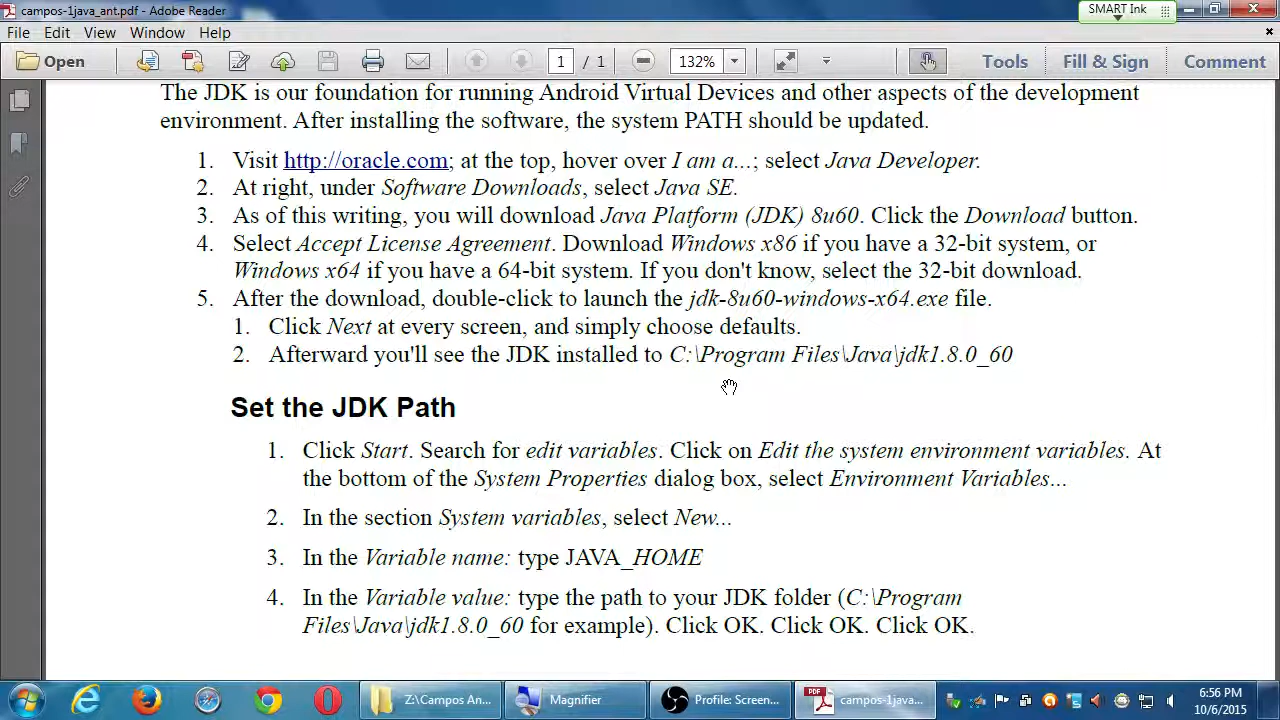 campos-1java_ant.pdf - Adobe Reader
SMART Ink
File Edit View Window Help
Open 1 / 1 132% Tools Fill & Sign Comment
The JDK is our foundation for running Android Virtual Devices and other aspects of the development
environment. After installing the software, the system PATH should be updated.
1. Visit http://oracle.com; at the top, hover over I am a...; select Java Developer.
2. At right, under Software Downloads, select Java SE.
3. As of this writing, you will download Java Platform (JDK) 8u60. Click the Download button.
4. Select Accept License Agreement. Download Windows x86 if you have a 32-bit system, or
Windows x64 if you have a 64-bit system. If you don't know, select the 32-bit download.
5. After the download, double-click to launch the jdk-8u60-windows-x64.exe file.
1. Click Next at every screen, and simply choose defaults.
2. Afterward you'll see the JDK installed to C:\Program Files\Java\jdk1.8.0_60
Set the JDK Path
1. Click Start. Search for edit variables. Click on Edit the system environment variables. At
the bottom of the System Properties dialog box, select Environment Variables...
2. In the section System variables, select New...
3. In the Variable name: type JAVA_HOME
4. In the Variable value: type the path to your JDK folder (C:\Program
Files\Java\jdk1.8.0_60 for example). Click OK. Click OK. Click OK.
Z:\Campos An... Magnifier Profile: Screen... PDF campos-1java... 6:56 PM
10/6/2015